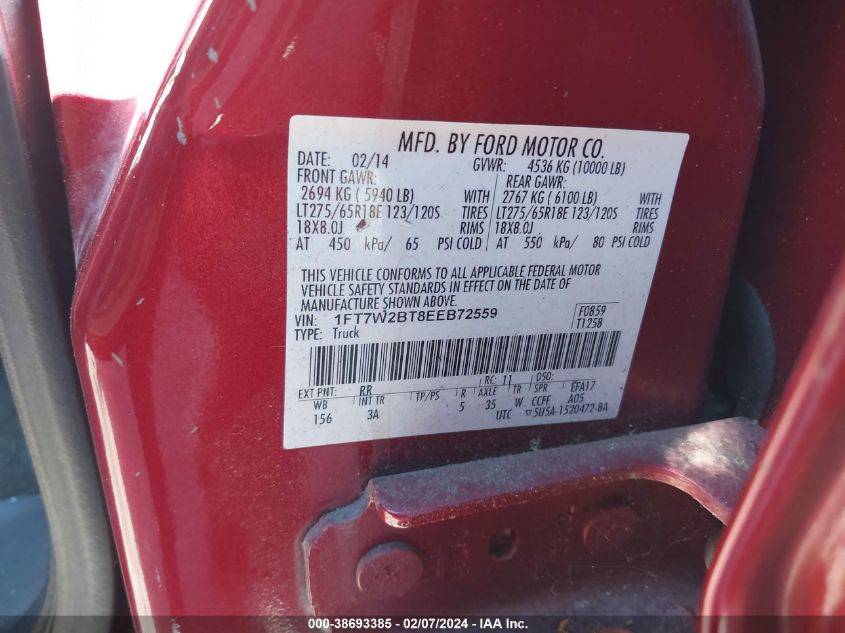 MFD. BY FORD MOTOR CO.
DATE: 02/14 GVWR: 4536 KG (10000 LB)
FRONT GAWR: REAR GAWR:
2694 KG ( 5940 LB) WITH 2767 KG ( 6100 LB) WITH
LT275/65R18E 123/120S TIRES LT275/65R18E 123/120S TIRES
18X8.0J RIMS 18X8.0J RIMS
AT 450 kPa/ 65 PSI COLD AT 550 kPa/ 80 PSI COLD
THIS VEHICLE CONFORMS TO ALL APPLICABLE FEDERAL MOTOR
VEHICLE SAFETY STANDARDS IN EFFECT ON THE DATE OF
MANUFACTURE SHOWN ABOVE.
VIN: 1FT7W2BT8EEB72559 F0859
TYPE: Truck T1258
EXT PNT: RR RC: 11 DSO:
WB INT TR TP/PS R AXLE TR SPR EFA17
156 3A 5 35 W CCFF A05
UTC ▽5U5A-1520472-BA
000-38693385 - 02/07/2024 - IAA Inc.